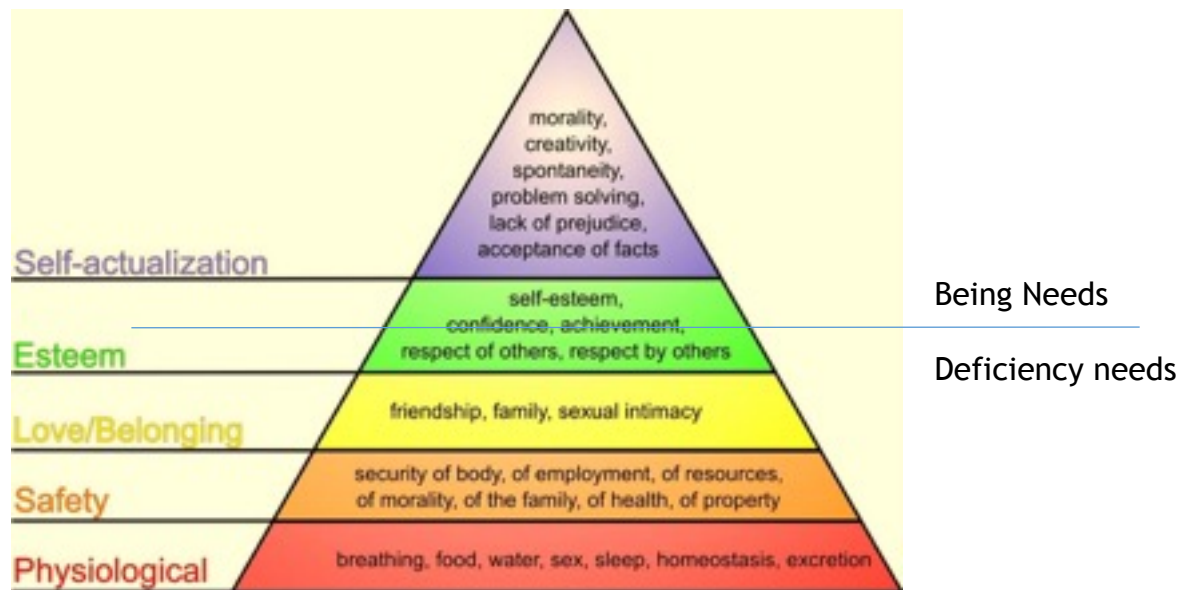 morality,
creativity,
spontaneity,
problem solving,
lack of prejudice,
acceptance of facts
Self-actualization
self-esteem,
confidence, achievement,
respect of others, respect by others
Esteem
Being Needs
Deficiency needs
friendship, family, sexual intimacy
Love/Belonging
security of body, of employment, of resources,
of morality, of the family, of health, of property
Safety
breathing, food, water, sex, sleep, homeostasis, excretion
Physiological